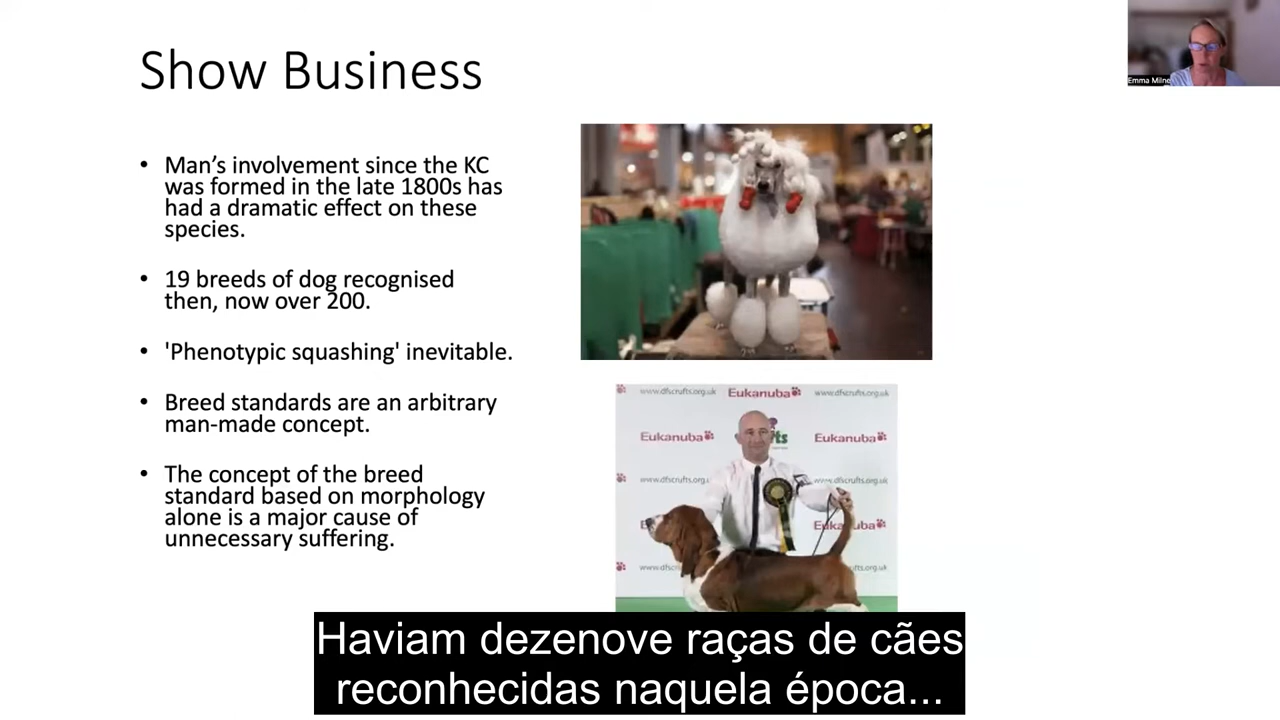 Show Business
Emma Milne
• Man’s involvement since the KC
was formed in the late 1800s has
had a dramatic effect on these
species.
• 19 breeds of dog recognised
then, now over 200.
• 'Phenotypic squashing' inevitable.
• Breed standards are an arbitrary
man-made concept.
• The concept of the breed
standard based on morphology
alone is a major cause of
unnecessary suffering.
www.dfscrufts.org.uk Eukanuba www.dfscrufts.org.uk
Eukanuba Eukanuba
Haviam dezenove raças de cães
reconhecidas naquela época...